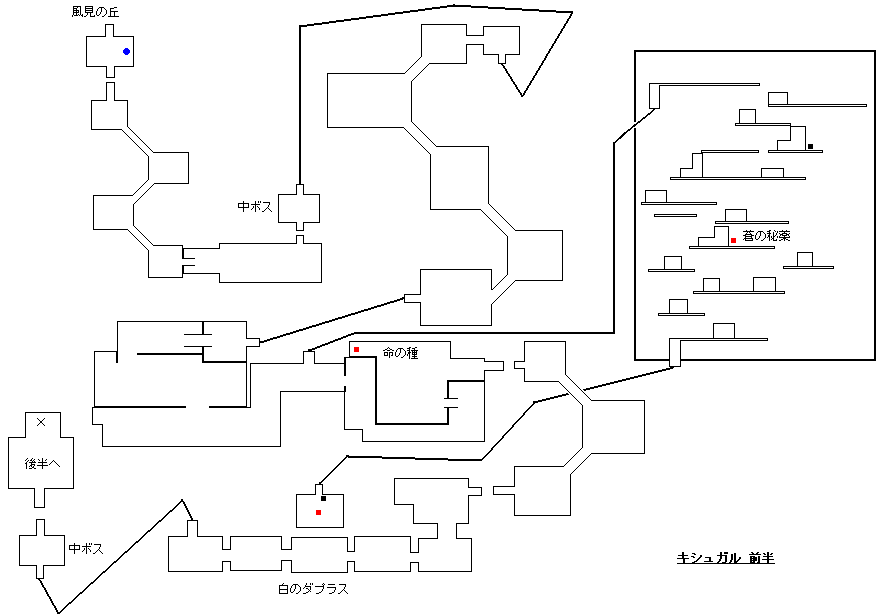 風見の丘
中ボス
蒼の秘薬
命の種
×
後半へ
中ボス
白のダプラス
キシュガル 前半